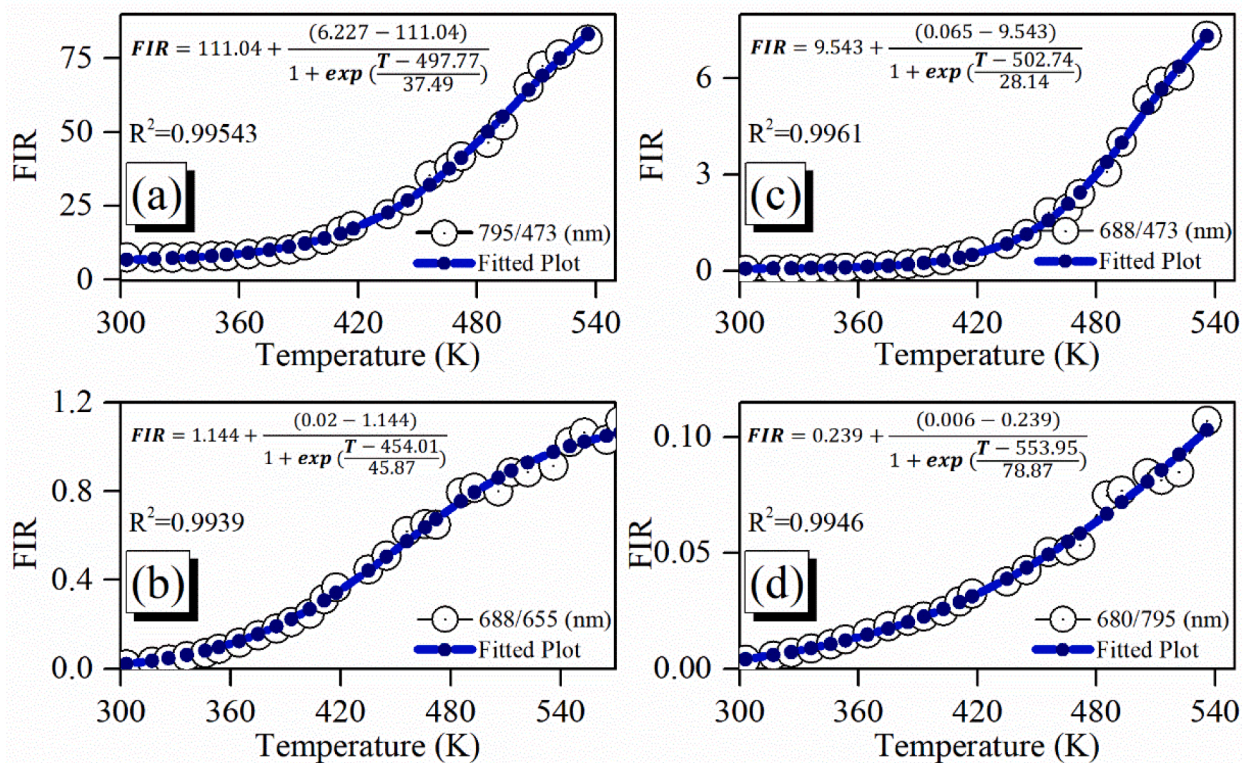 FIR = 111.04 + (6.227 − 111.04) / 1 + exp (T − 497.77 / 37.49)
R²=0.99543
(a)
795/473 (nm)
Fitted Plot
FIR
75
50
25
0
300 360 420 480 540
Temperature (K)
FIR = 9.543 + (0.065 − 9.543) / 1 + exp (T − 502.74 / 28.14)
R²=0.9961
(c)
688/473 (nm)
Fitted Plot
FIR
6
3
0
300 360 420 480 540
Temperature (K)
FIR = 1.144 + (0.02 − 1.144) / 1 + exp (T − 454.01 / 45.87)
R²=0.9939
(b)
688/655 (nm)
Fitted Plot
FIR
1.2
0.8
0.4
0.0
300 360 420 480 540
Temperature (K)
FIR = 0.239 + (0.006 − 0.239) / 1 + exp (T − 553.95 / 78.87)
R²=0.9946
(d)
680/795 (nm)
Fitted Plot
FIR
0.10
0.05
0.00
300 360 420 480 540
Temperature (K)